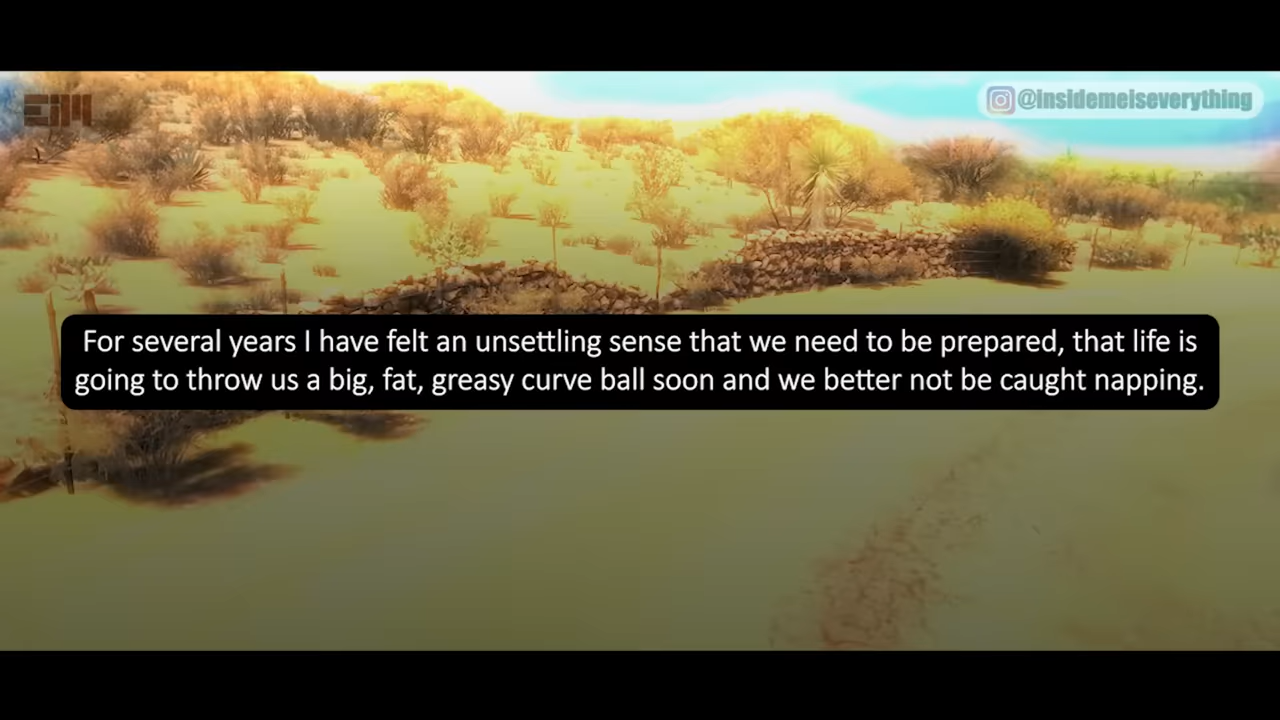 EIM
@insidemeiseverything
For several years I have felt an unsettling sense that we need to be prepared, that life is
going to throw us a big, fat, greasy curve ball soon and we better not be caught napping.